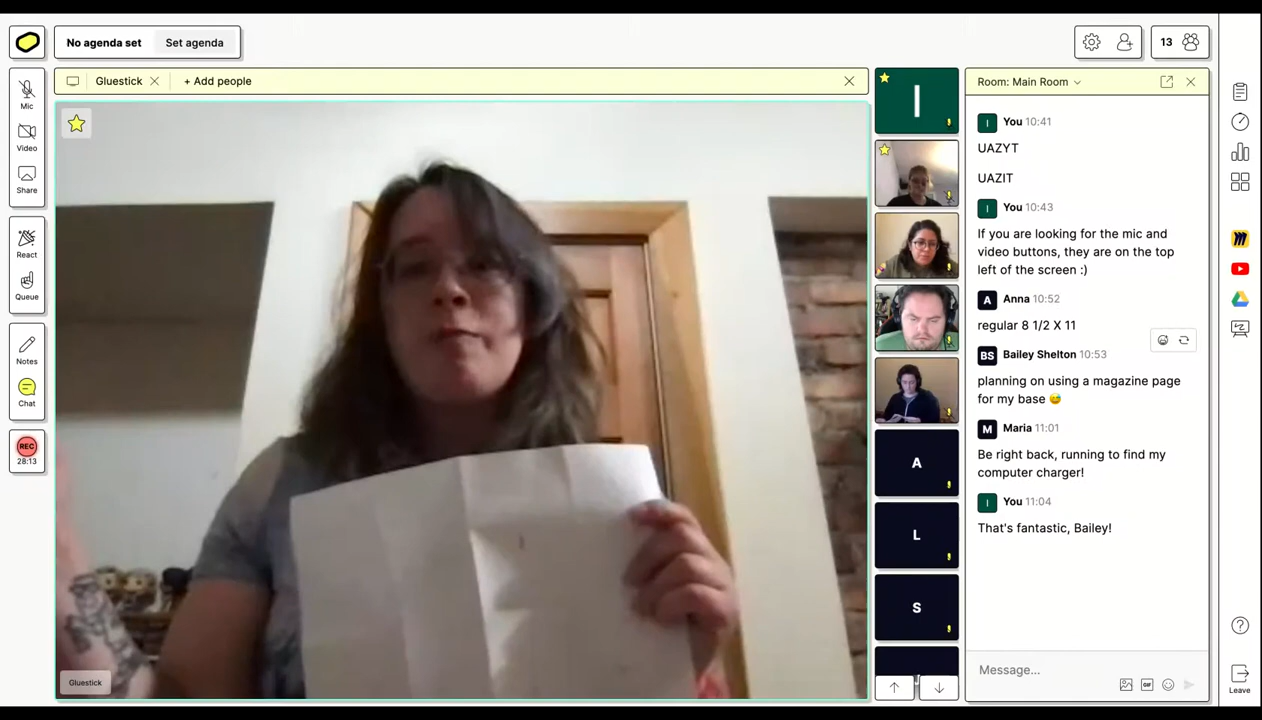 No agenda set
Set agenda
13
Gluestick
+ Add people
Mic
Video
Share
React
Queue
Notes
Chat
REC
28:13
Gluestick
I
A
L
S
Room: Main Room
I
You 10:41
UAZYT
UAZIT
I
You 10:43
If you are looking for the mic and
video buttons, they are on the top
left of the screen :)
A
Anna 10:52
regular 8 1/2 X 11
BS
Bailey Shelton 10:53
planning on using a magazine page
for my base 😅
M
Maria 11:01
Be right back, running to find my
computer charger!
I
You 11:04
That's fantastic, Bailey!
Message...
GIF
Leave